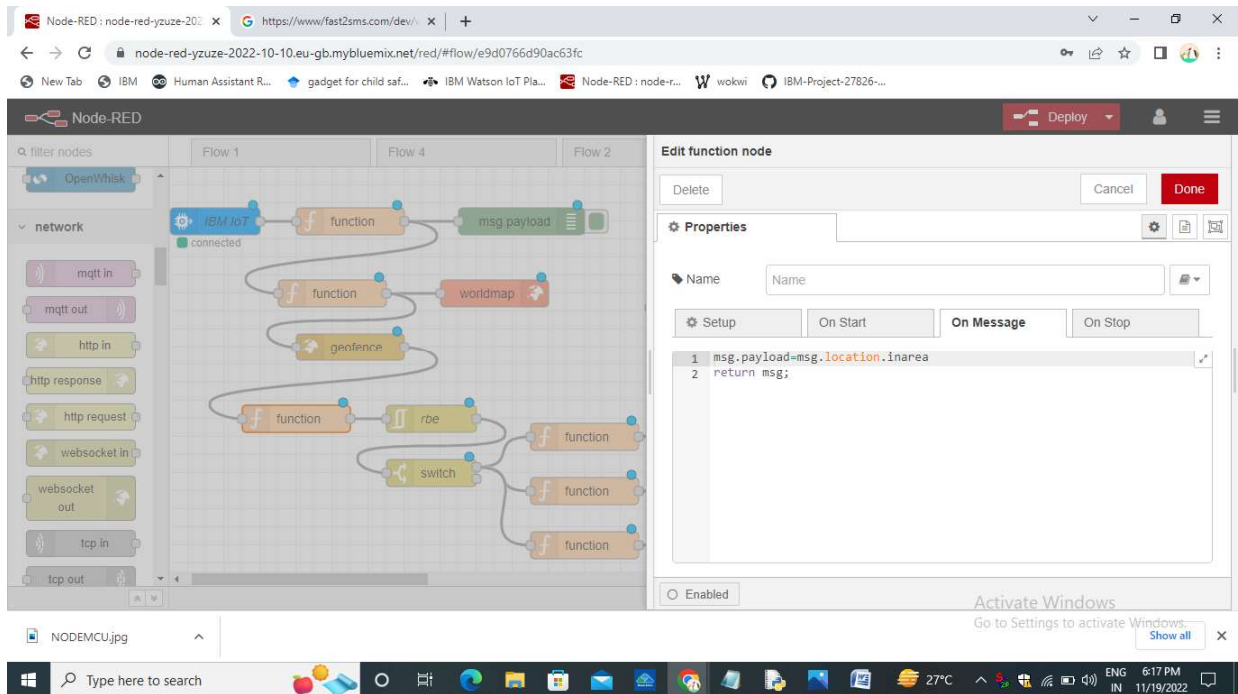 Node-RED : node-red-yzuze-202
https://www/fast2sms.com/dev/
node-red-yzuze-2022-10-10.eu-gb.mybluemix.net/red/#flow/e9d0766d90ac63fc
New Tab IBM Human Assistant R... gadget for child saf... IBM Watson IoT Pla... Node-RED : node-r... wokwi IBM-Project-27826-...
Node-RED
Deploy
filter nodes
Flow 1
Flow 4
Flow 2
Edit function node
OpenWhisk
Delete
Cancel
Done
network
IBM IoT
function
msg.payload
Properties
connected
mqtt in
function
worldmap
Name
Name
mqtt out
Setup
On Start
On Message
On Stop
http in
geofence
1 msg.payload=msg.location.inarea
2 return msg;
http response
http request
function
rbe
function
websocket in
switch
websocket
out
function
tcp in
function
tcp out
Enabled
Activate Windows
Go to Settings to activate Windows.
NODEMCU.jpg
Show all
Type here to search
27°C
ENG
IN
6:17 PM
11/19/2022